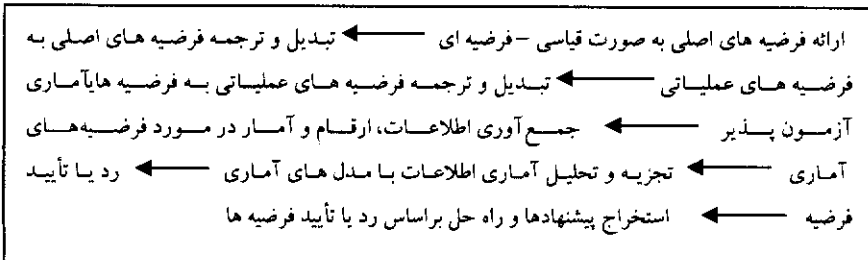 ارائه فرضیه های اصلی به صورت قیاسی –فرضیه ای ← تبدیل و ترجمه فرضیه های اصلی به
فرضیه های عملیاتی ← تبدیل و ترجمه فرضیه های عملیاتی به فرضیه هایآماری
آزمون پذیر ← جمع آوری اطلاعات، ارقام و آمار در مورد فرضیه‌های
آماری ← تجزیه و تحلیل آماری اطلاعات با مدل های آماری ← رد یا تأیید
فرضیه ← استخراج پیشنهادها و راه حل براساس رد یا تأیید فرضیه ها